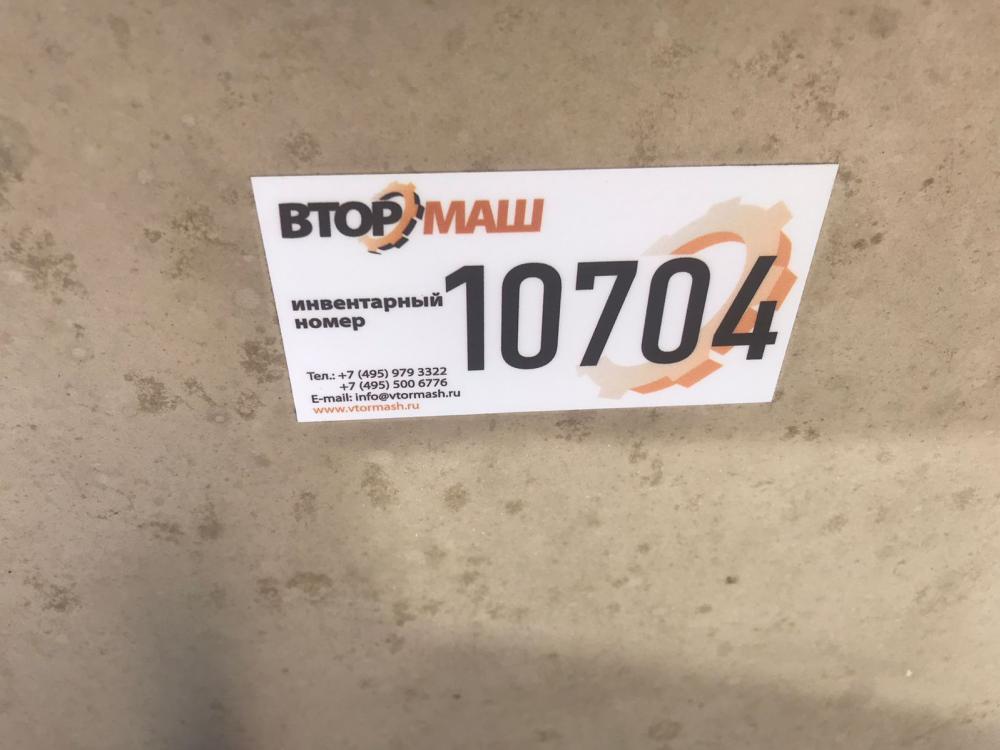 ВТОРМАШ
инвентарный
номер
10704
Тел.: +7 (495) 979 3322
+7 (495) 500 6776
E-mail: info@vtormash.ru
www.vtormash.ru